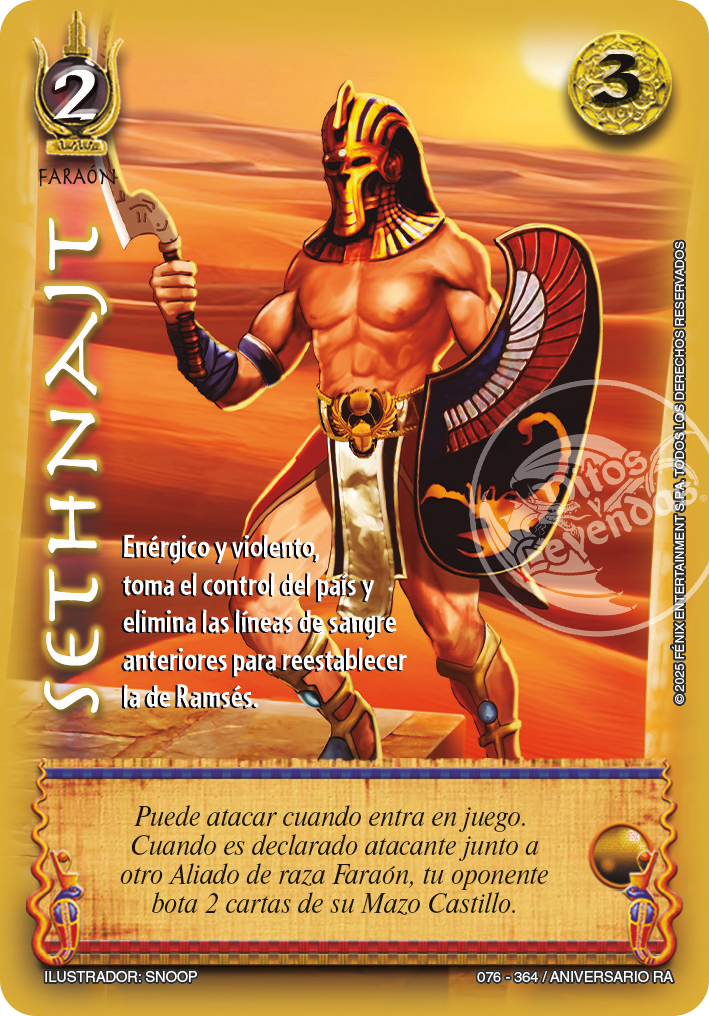 2
3
FARAÓN
SETHNAJT
Enérgico y violento,
toma el control del país y
elimina las líneas de sangre
anteriores para reestablecer
la de Ramsés.
© 2025 FÉNIX ENTERTAINMENT SPA. TODOS LOS DERECHOS RESERVADOS
Mitos
y
Leyendas
®
Puede atacar cuando entra en juego.
Cuando es declarado atacante junto a
otro Aliado de raza Faraón, tu oponente
bota 2 cartas de su Mazo Castillo.
ILUSTRADOR: SNOOP
076 - 364 / ANIVERSARIO RA